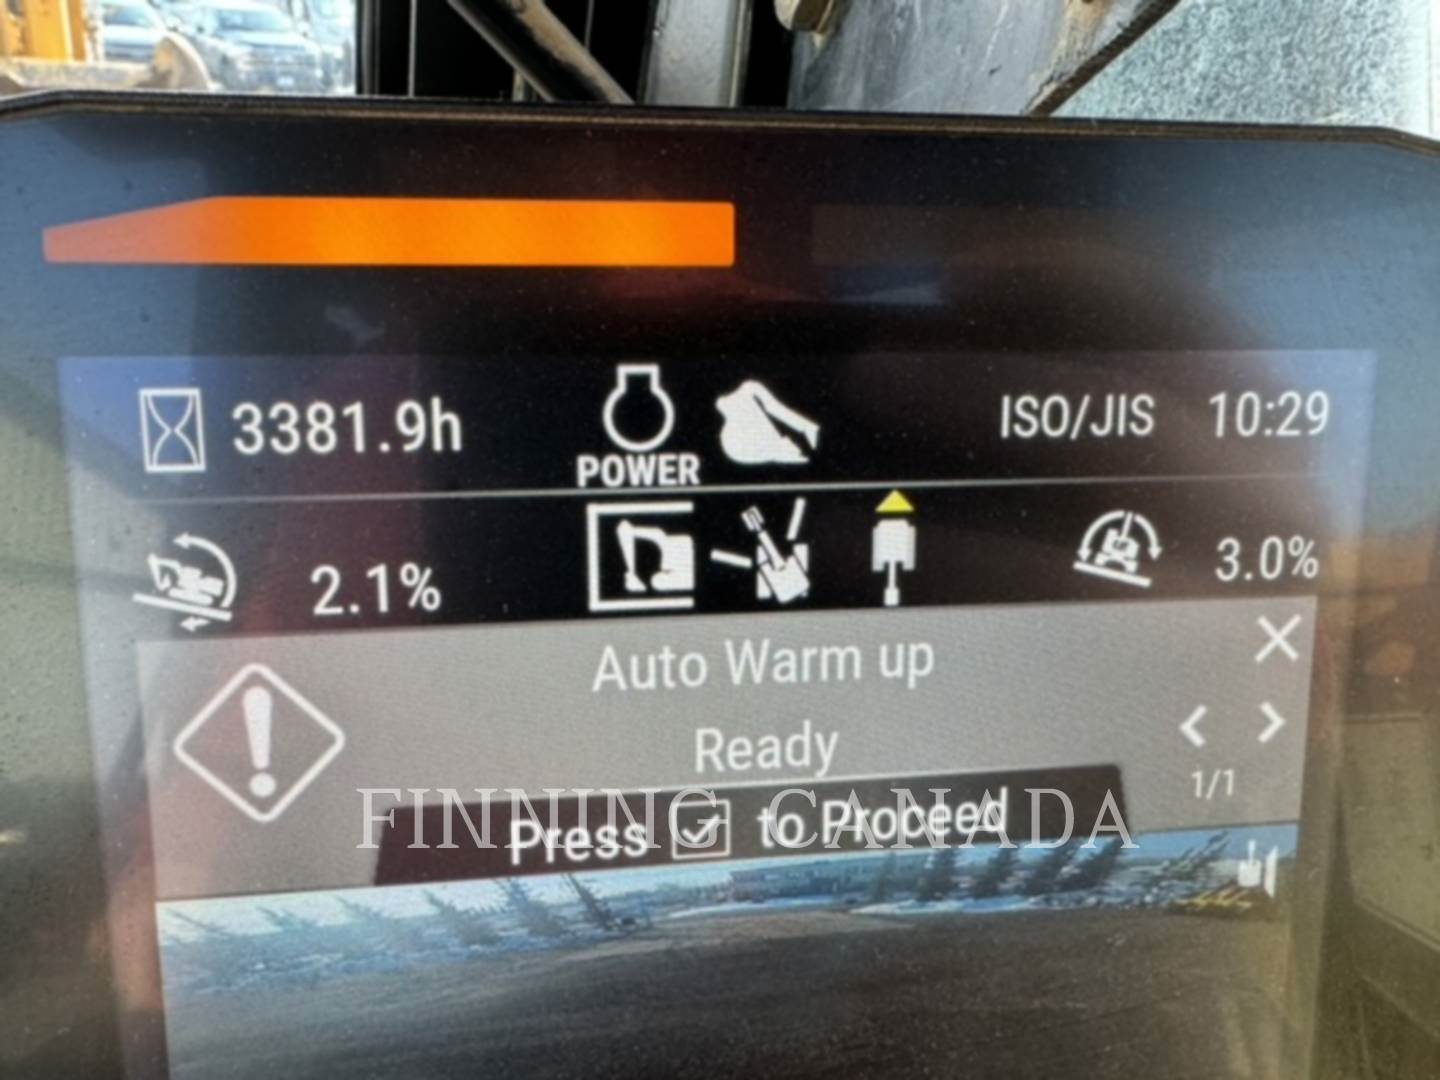 3381.9h POWER ISO/JIS 10:29
2.1% 3.0%
Auto Warm up
Ready
1/1
Press to Proceed
FINNING CANADA